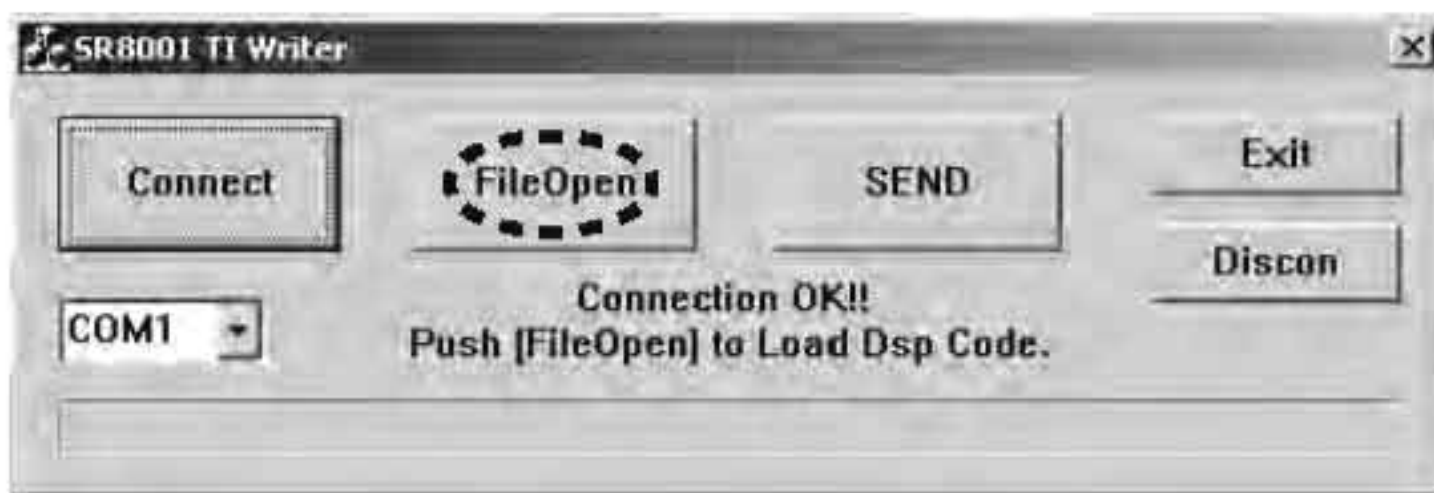 SR8001 TI Writer
Connect
FileOpen
SEND
Exit
Discon
COM1
Connection OK!!
Push [FileOpen] to Load Dsp Code.